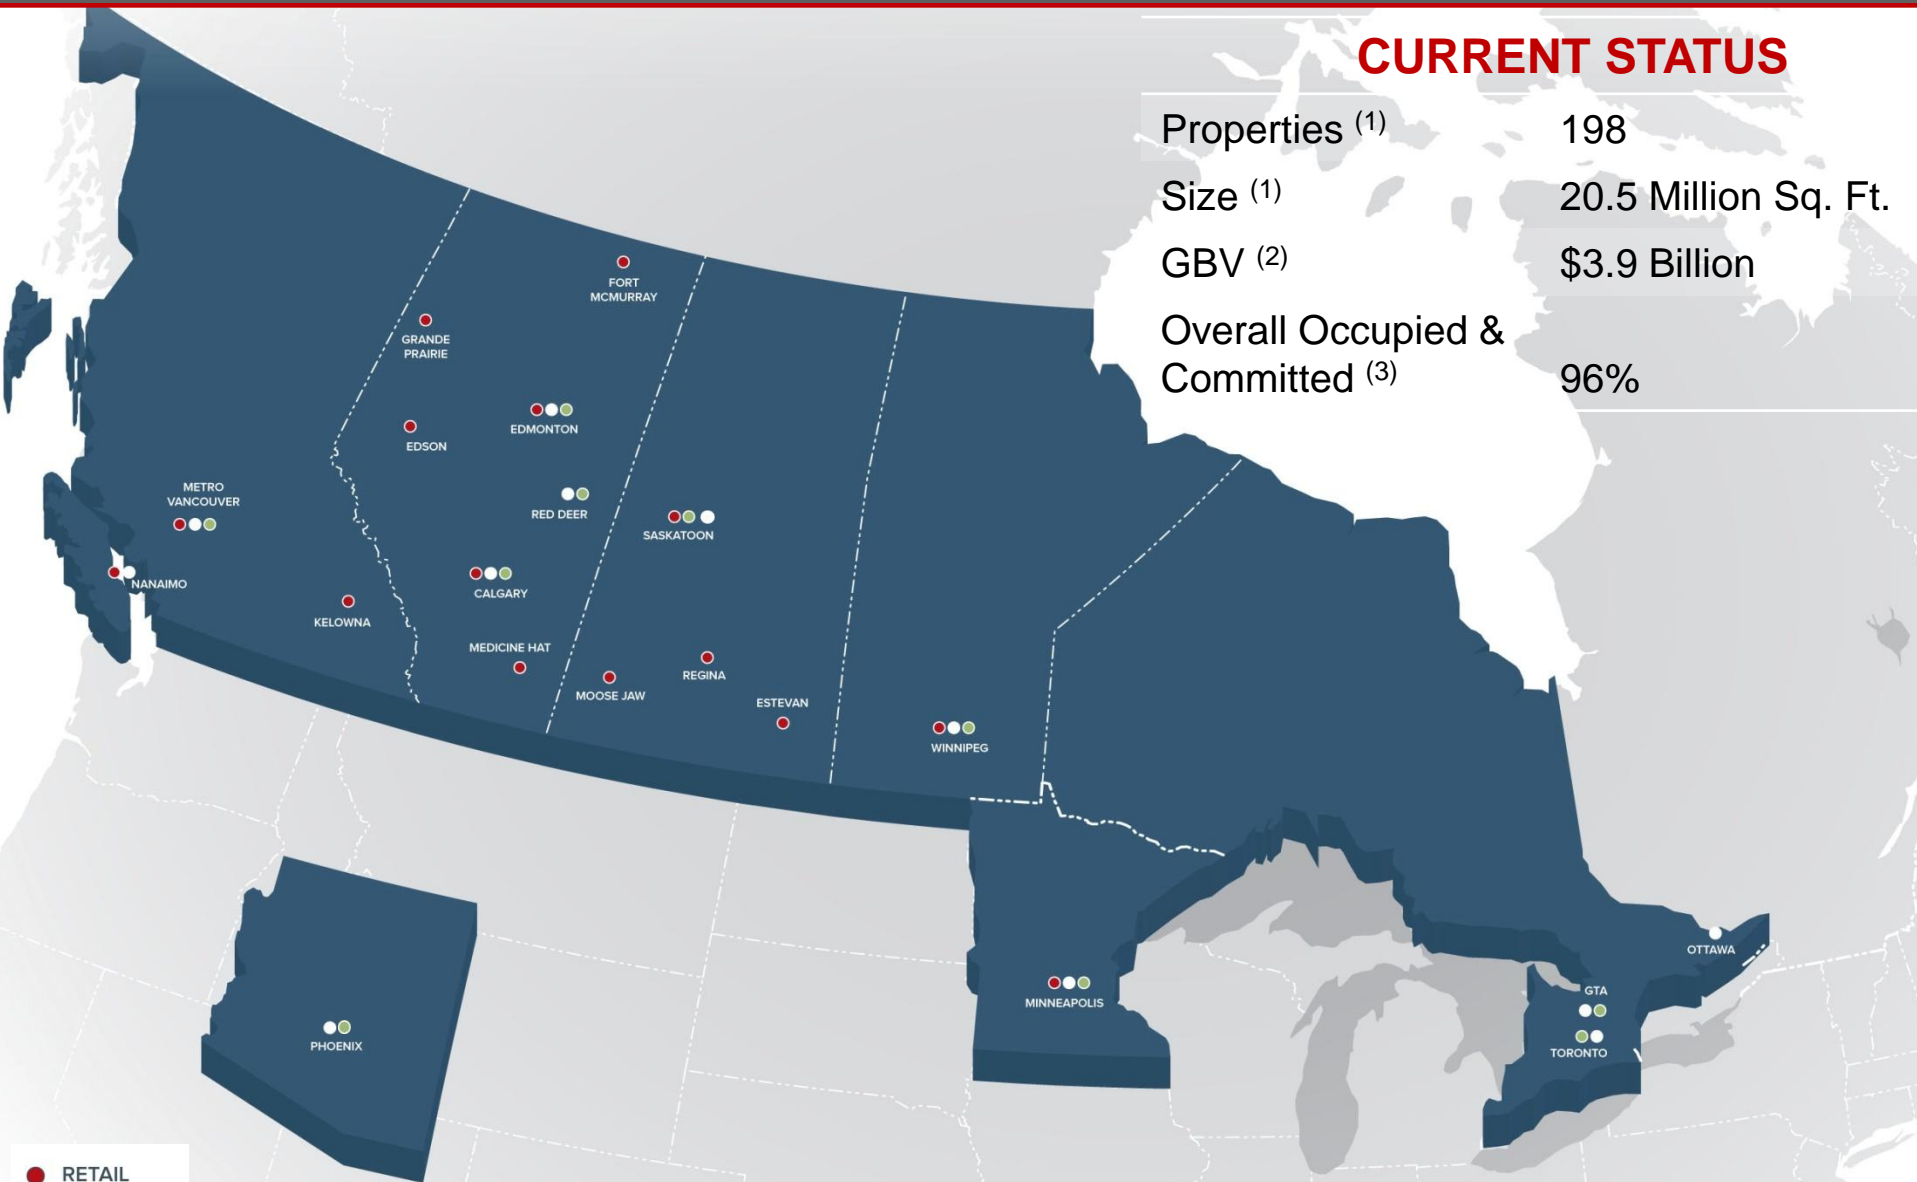 CURRENT STATUS
Properties (1) 198
Size (1) 20.5 Million Sq. Ft.
GBV (2) $3.9 Billion
Overall Occupied &
Committed (3) 96%
FORT
MCMURRAY
GRANDE
PRAIRIE
EDMONTON
EDSON
METRO
VANCOUVER
RED DEER
SASKATOON
NANAIMO
CALGARY
KELOWNA
MEDICINE HAT
REGINA
MOOSE JAW
ESTEVAN
WINNIPEG
OTTAWA
MINNEAPOLIS
GTA
PHOENIX
TORONTO
RETAIL